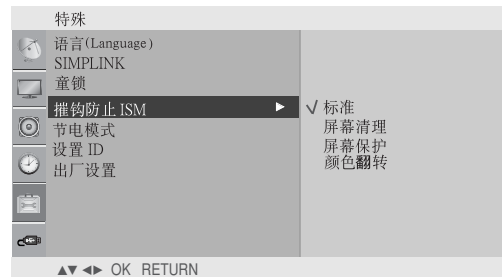 特殊
语言(Language)
SIMPLINK
童锁
摧钩防止 ISM
节电模式
设置 ID
出厂设置
√ 标准
屏幕清理
屏幕保护
颜色翻转
▲▼ ◄► OK RETURN